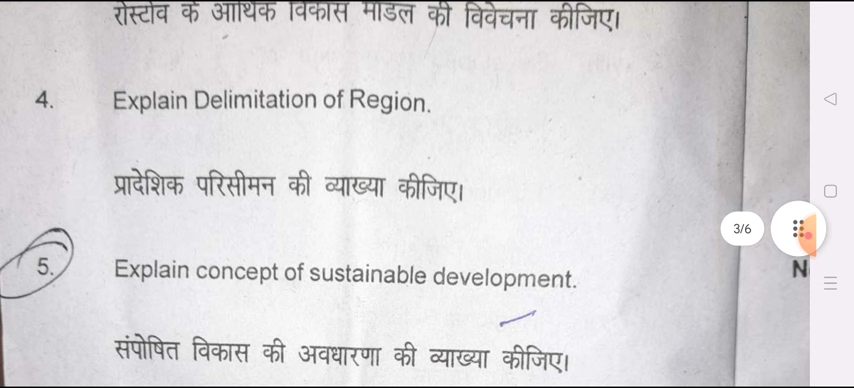 रोस्टोव के आर्थिक विकास मॉडल की विवेचना कीजिए।
4. Explain Delimitation of Region.
प्रादेशिक परिसीमन की व्याख्या कीजिए।
3/6
5. Explain concept of sustainable development.
N
संपोषित विकास की अवधारणा की व्याख्या कीजिए।